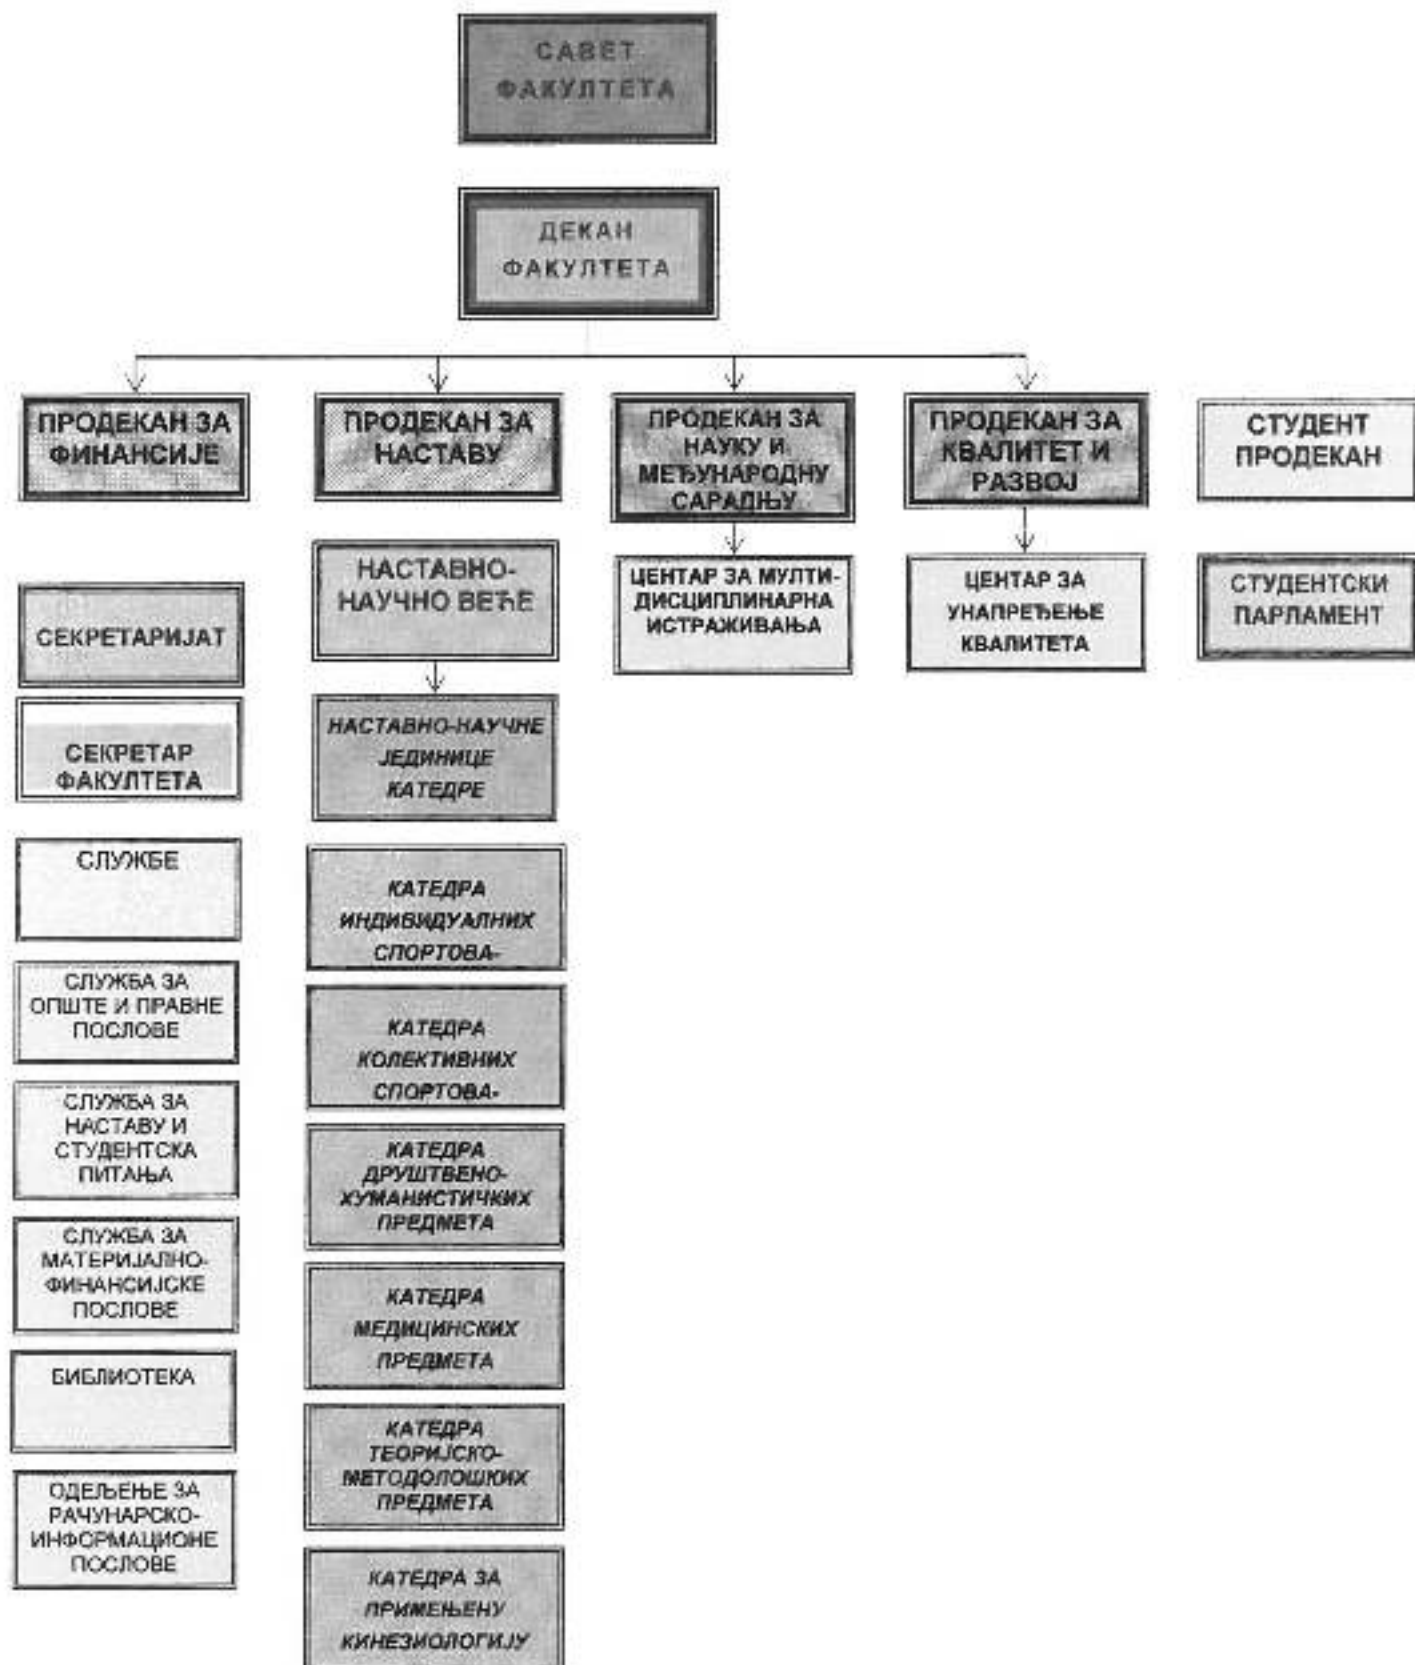 САВЕТ
ФАКУЛТЕТА
ДЕКАН
ФАКУЛТЕТА
ПРОДЕКАН ЗА
ФИНАНСИЈЕ
ПРОДЕКАН ЗА
НАСТАВУ
ПРОДЕКАН ЗА
НАУКУ И
МЕЂУНАРОДНУ
САРАДЊУ
ПРОДЕКАН ЗА
КВАЛИТЕТ И
РАЗВОЈ
СТУДЕНТ
ПРОДЕКАН
СЕКРЕТАРИЈАТ
НАСТАВНО-
НАУЧНО ВЕЋЕ
ЦЕНТАР ЗА МУЛТИ-
ДИСЦИПЛИНАРНА
ИСТРАЖИВАЊА
ЦЕНТАР ЗА
УНАПРЕЂЕЊЕ
КВАЛИТЕТА
СТУДЕНТСКИ
ПАРЛАМЕНТ
СЕКРЕТАР
ФАКУЛТЕТА
НАСТАВНО-НАУЧНЕ
ЈЕДИНИЦЕ
КАТЕДРЕ
СЛУЖБЕ
КАТЕДРА
ИНДИВИДУАЛНИХ
СПОРТОВА-
СЛУЖБА ЗА
ОПШТЕ И ПРАВНЕ
ПОСЛОВЕ
КАТЕДРА
КОЛЕКТИВНИХ
СПОРТОВА-
СЛУЖБА ЗА
НАСТАВУ И
СТУДЕНТСКА
ПИТАЊА
КАТЕДРА
ДРУШТВЕНО-
ХУМАНИСТИЧКИХ
ПРЕДМЕТА
СЛУЖБА ЗА
МАТЕРИЈАЛНО-
ФИНАНСИЈСКЕ
ПОСЛОВЕ
КАТЕДРА
МЕДИЦИНСКИХ
ПРЕДМЕТА
БИБЛИОТЕКА
КАТЕДРА
ТЕОРИЈСКО-
МЕТОДОЛОШКИХ
ПРЕДМЕТА
ОДЕЉЕЊЕ ЗА
РАЧУНАРСКО-
ИНФОРМАЦИОНЕ
ПОСЛОВЕ
КАТЕДРА ЗА
ПРИМЕЊЕНУ
КИНЕЗИОЛОГИЈУ